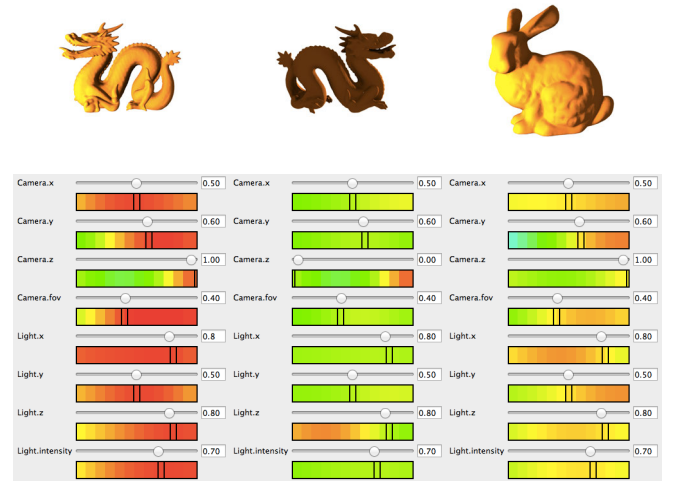 Camera.x 0.50 Camera.x 0.50 Camera.x 0.50
Camera.y 0.60 Camera.y 0.60 Camera.y 0.60
Camera.z 1.00 Camera.z 0.00 Camera.z 1.00
Camera.fov 0.40 Camera.fov 0.40 Camera.fov 0.40
Light.x 0.8 Light.x 0.80 Light.x 0.80
Light.y 0.50 Light.y 0.50 Light.y 0.50
Light.z 0.80 Light.z 0.80 Light.z 0.80
Light.intensity 0.70 Light.intensity 0.70 Light.intensity 0.70